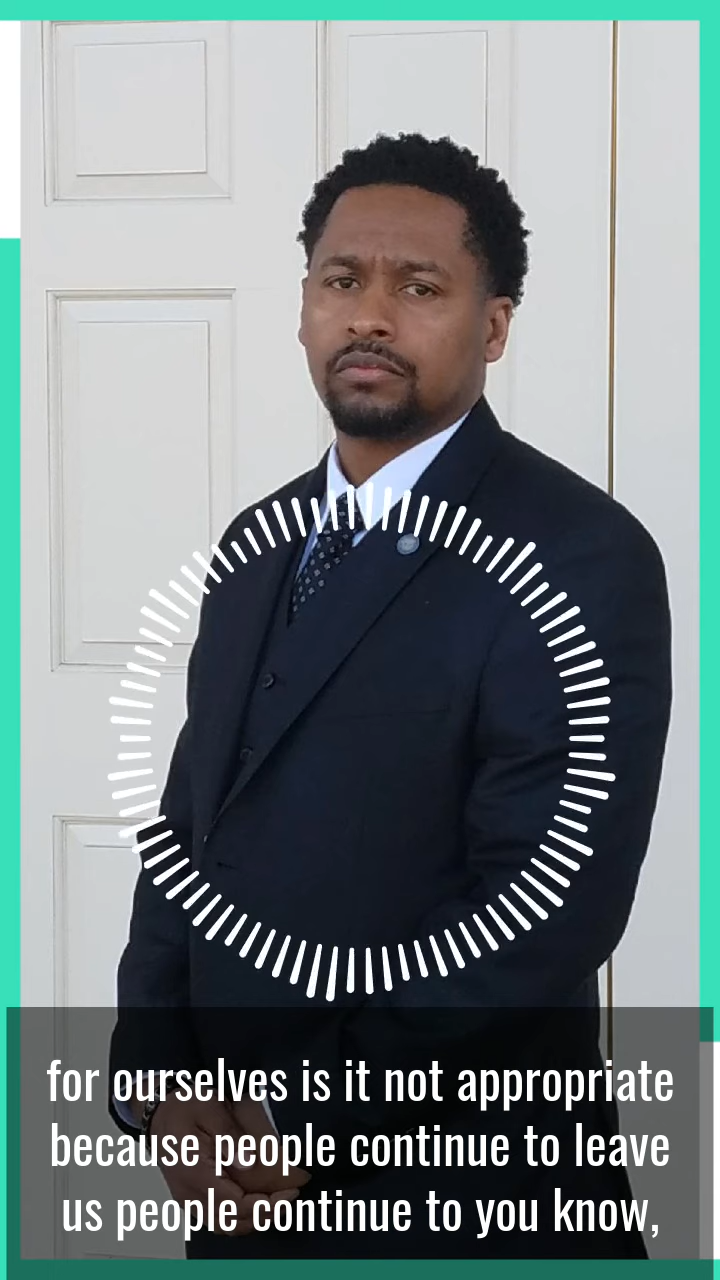 for ourselves is it not appropriate
because people continue to leave
us people continue to you know,